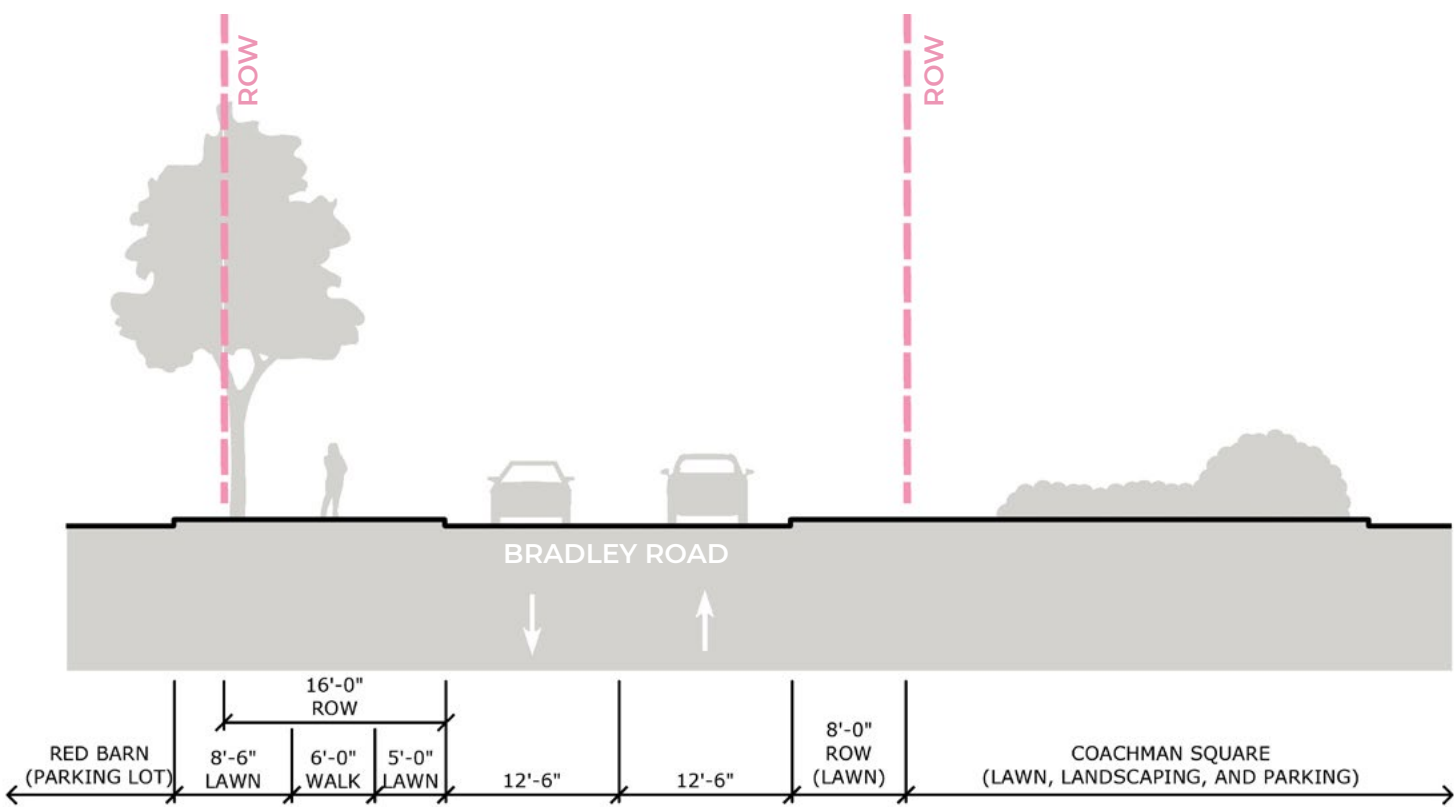 ROW
ROW
BRADLEY ROAD
16'-0"
ROW
RED BARN
(PARKING LOT)
8'-6"
LAWN
6'-0"
WALK
5'-0"
LAWN
12'-6"
12'-6"
8'-0"
ROW
(LAWN)
COACHMAN SQUARE
(LAWN, LANDSCAPING, AND PARKING)